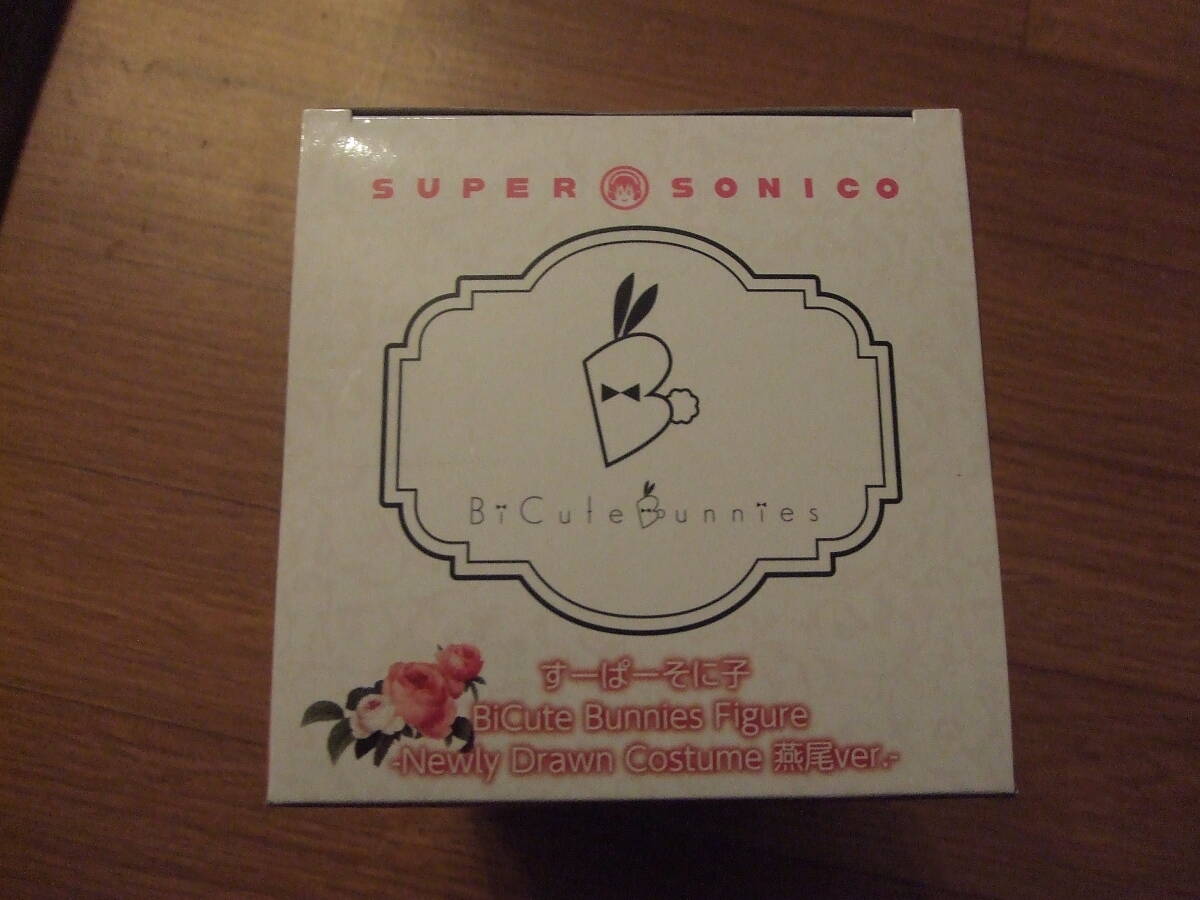 SUPER SONICO
BiCute Bunnies
すーぱーそに子
BiCute Bunnies Figure
-Newly Drawn Costume 燕尾ver.-